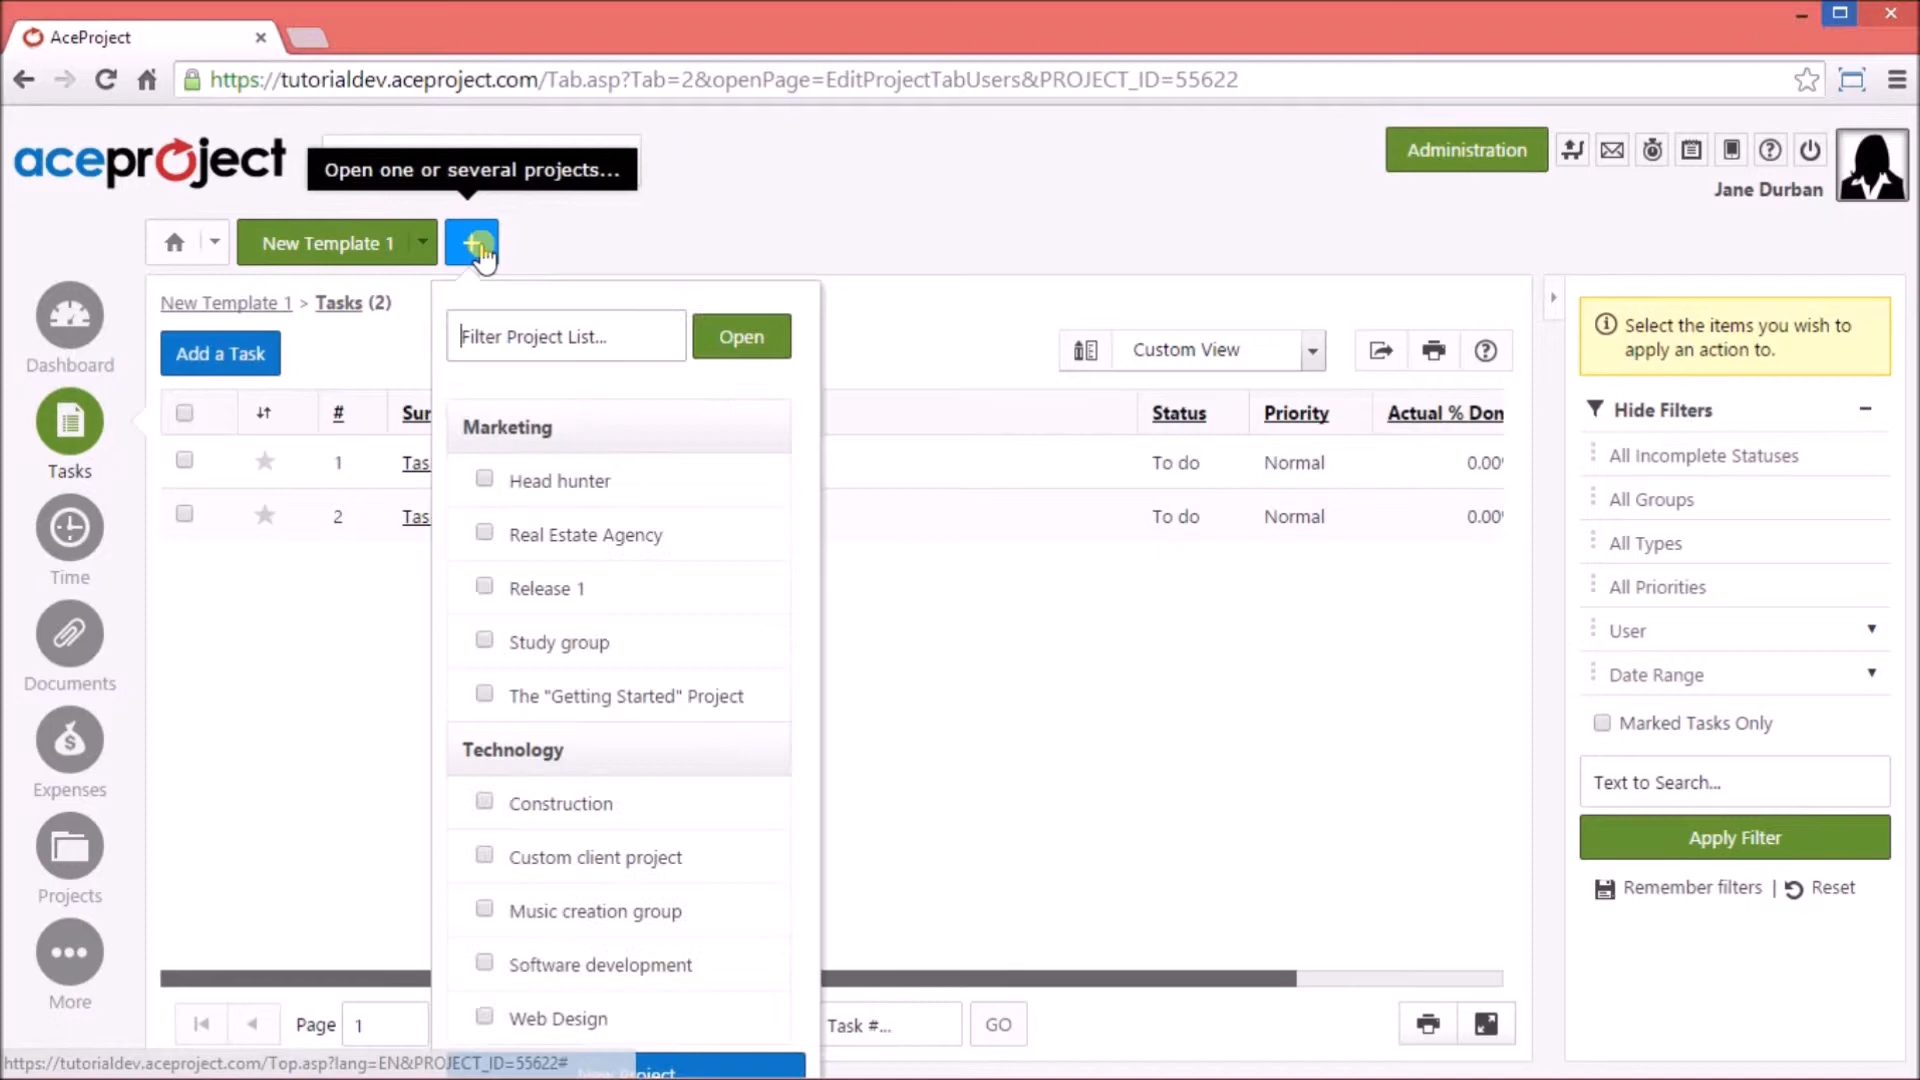 AceProject
https://tutorialdev.aceproject.com/Tab.asp?Tab=2&openPage=EditProjectTabUsers&PROJECT_ID=55622
aceproject
Open one or several projects...
Administration
Jane Durban
New Template 1
New Template 1 > Tasks (2)
Add a Task
Filter Project List...
Open
Custom View
# Sur Status Priority Actual % Don
1 Tas To do Normal 0.00
2 Tas To do Normal 0.00
Marketing
Head hunter
Real Estate Agency
Release 1
Study group
The "Getting Started" Project
Technology
Construction
Custom client project
Music creation group
Software development
Web Design
New Project
Dashboard
Tasks
Time
Documents
Expenses
Projects
More
Select the items you wish to
apply an action to.
Hide Filters
All Incomplete Statuses
All Groups
All Types
All Priorities
User
Date Range
Marked Tasks Only
Text to Search...
Apply Filter
Remember filters | Reset
Page 1
Task #...
GO
https://tutorialdev.aceproject.com/Top.asp?lang=EN&PROJECT_ID=55622#